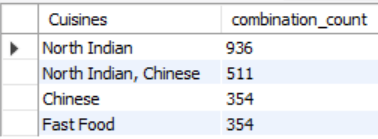 Cuisines combination_count
North Indian 936
North Indian, Chinese 511
Chinese 354
Fast Food 354